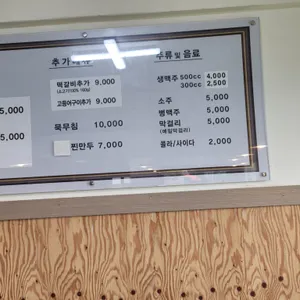 추가메뉴
떡갈비추가 9,000
고등어구이추가 9,000
묵무침 10,000
찐만두 7,000
5,000
5,000
주류 및 음료
생맥주 500cc 4,000
300cc 2,500
소주 5,000
병맥주 5,000
막걸리 5,000
콜라/사이다 2,000